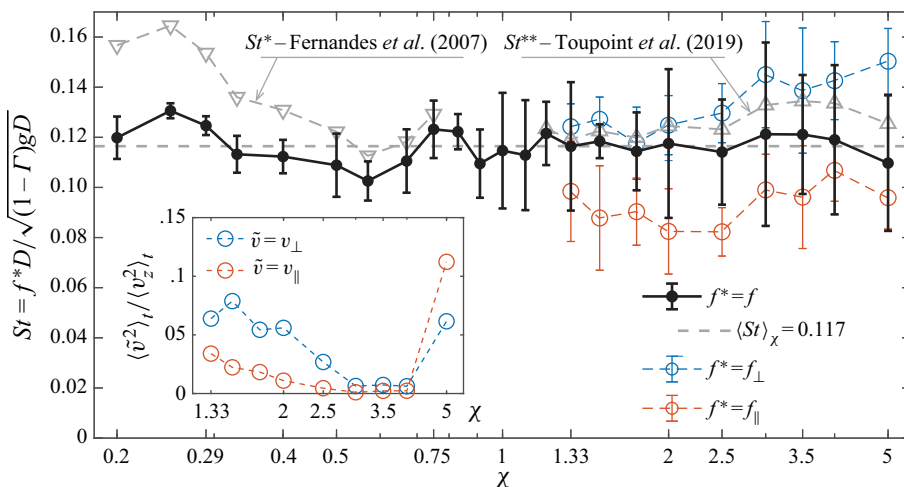 St = f*D/√(1 − Γ)gD
0.16
0.14
0.12
0.10
0.08
0.06
0.04
0.02
0
St* – Fernandes et al. (2007)
St** – Toupoint et al. (2019)
⟨ṽ²⟩ₜ / ⟨v_z²⟩ₜ
.15
.1
05
0
ṽ = v⊥
ṽ = v∥
1.33 2 2.5 3.5 5 χ
f* = f
⟨St⟩χ = 0.117
f* = f⊥
f* = f∥
0.2 0.29 0.4 0.5 0.75 1 1.33 2 2.5 3.5 5
χ